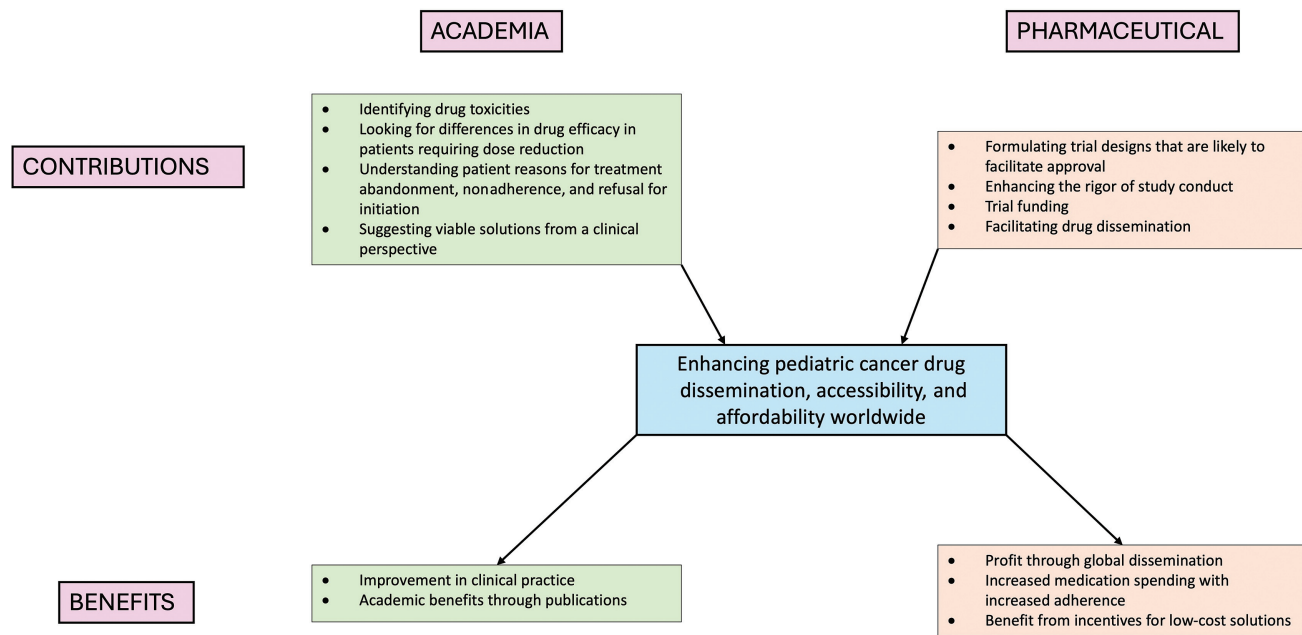 ACADEMIA
PHARMACEUTICAL
CONTRIBUTIONS
• Identifying drug toxicities
• Looking for differences in drug efficacy in
patients requiring dose reduction
• Understanding patient reasons for treatment
abandonment, nonadherence, and refusal for
initiation
• Suggesting viable solutions from a clinical
perspective
• Formulating trial designs that are likely to
facilitate approval
• Enhancing the rigor of study conduct
• Trial funding
• Facilitating drug dissemination
Enhancing pediatric cancer drug
dissemination, accessibility, and
affordability worldwide
BENEFITS
• Improvement in clinical practice
• Academic benefits through publications
• Profit through global dissemination
• Increased medication spending with
increased adherence
• Benefit from incentives for low-cost solutions